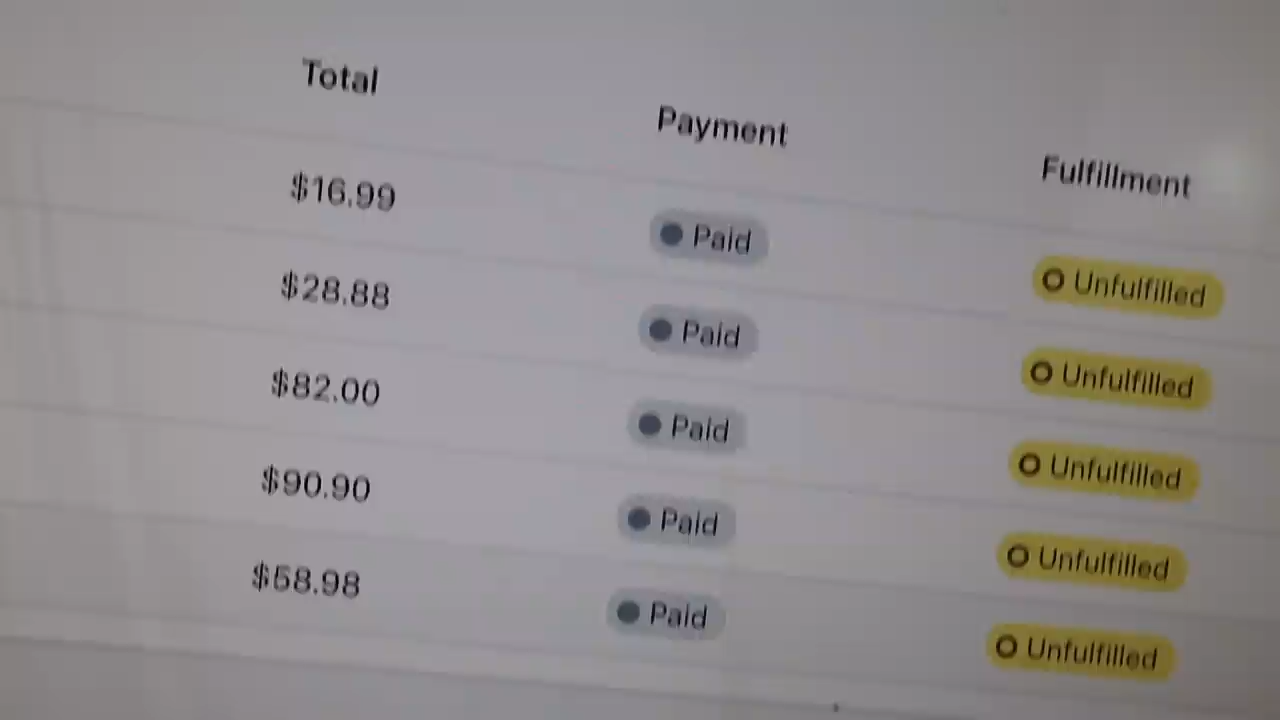 Total Payment Fulfillment
$16.99 Paid Unfulfilled
$28.88 Paid Unfulfilled
$82.00 Paid Unfulfilled
$90.90 Paid Unfulfilled
$58.98 Paid Unfulfilled